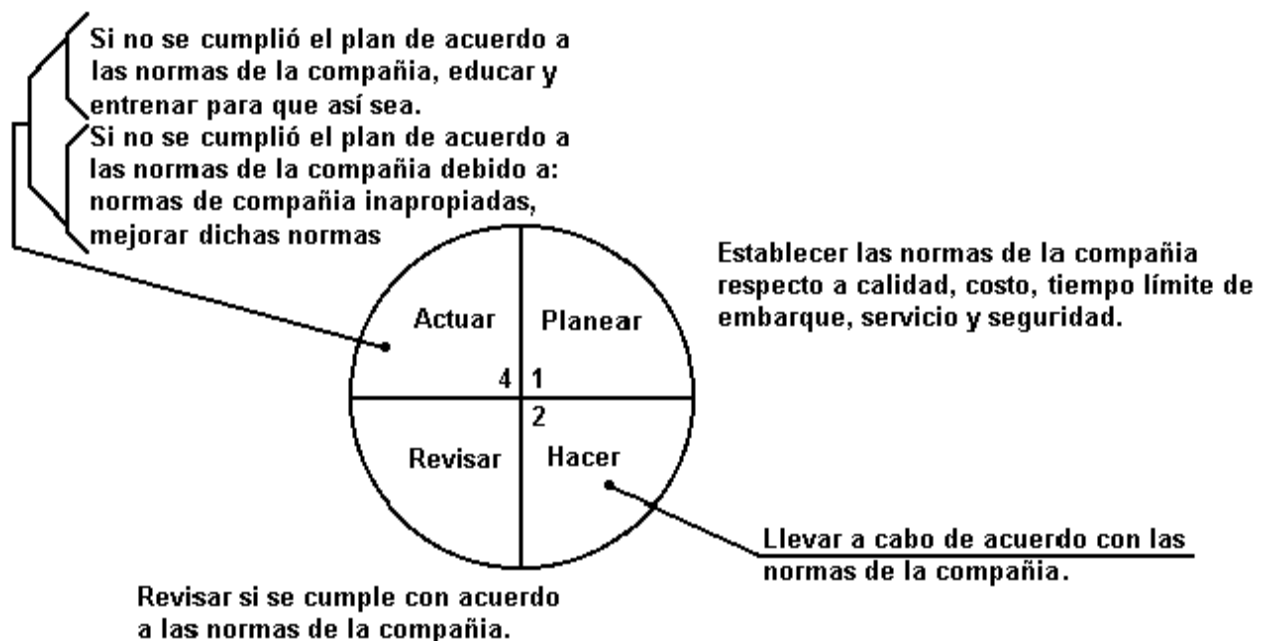 Si no se cumplió el plan de acuerdo a
las normas de la compañia, educar y
entrenar para que así sea.
Si no se cumplió el plan de acuerdo a
las normas de la compañia debido a:
normas de compañia inapropiadas,
mejorar dichas normas
Establecer las normas de la compañia
respecto a calidad, costo, tiempo límite de
embarque, servicio y seguridad.
Actuar
Planear
4
1
2
Revisar
Hacer
Llevar a cabo de acuerdo con las
normas de la compañia.
Revisar si se cumple con acuerdo
a las normas de la compañia.